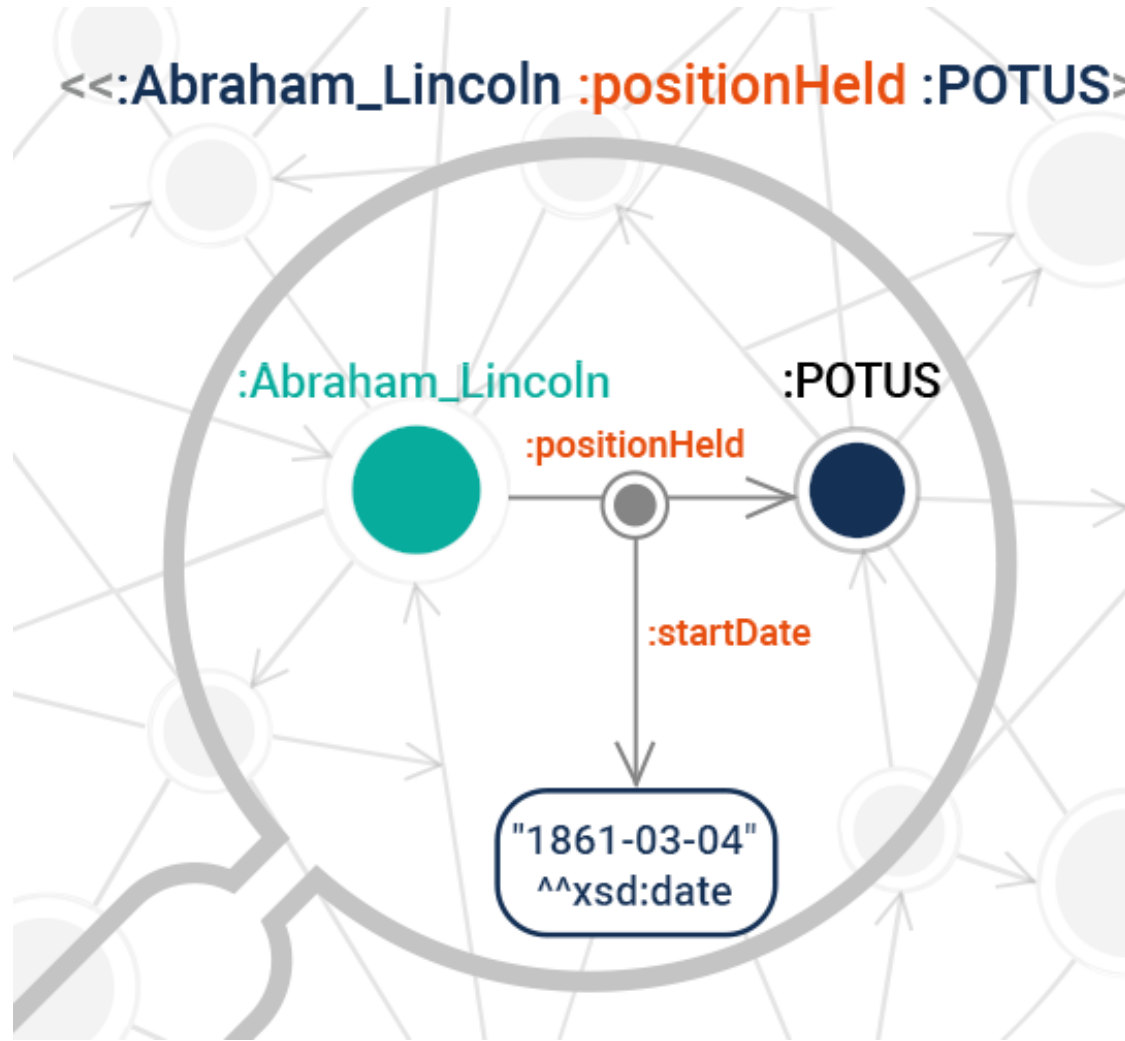 <<:Abraham_Lincoln :positionHeld :POTUS>
:Abraham_Lincoln
:POTUS
:positionHeld
:startDate
"1861-03-04"
^^xsd:date